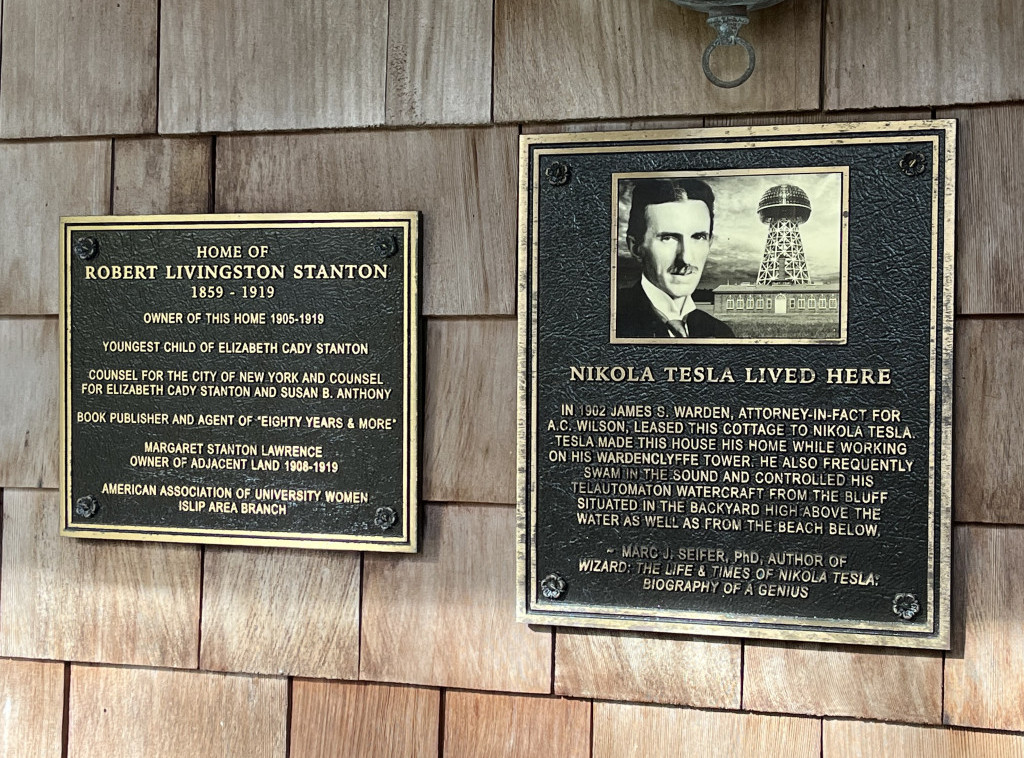 HOME OF
ROBERT LIVINGSTON STANTON
1859 - 1919
OWNER OF THIS HOME 1905-1919
YOUNGEST CHILD OF ELIZABETH CADY STANTON
COUNSEL FOR THE CITY OF NEW YORK AND COUNSEL
FOR ELIZABETH CADY STANTON AND SUSAN B. ANTHONY
BOOK PUBLISHER AND AGENT OF "EIGHTY YEARS & MORE"
MARGARET STANTON LAWRENCE
OWNER OF ADJACENT LAND 1908-1919
AMERICAN ASSOCIATION OF UNIVERSITY WOMEN
ISLIP AREA BRANCH
NIKOLA TESLA LIVED HERE
IN 1902 JAMES S. WARDEN, ATTORNEY-IN-FACT FOR
A.C. WILSON, LEASED THIS COTTAGE TO NIKOLA TESLA.
TESLA MADE THIS HOUSE HIS HOME WHILE WORKING
ON HIS WARDENCLYFFE TOWER. HE ALSO FREQUENTLY
SWAM IN THE SOUND AND CONTROLLED HIS
TELAUTOMATON WATERCRAFT FROM THE BLUFF
SITUATED IN THE BACKYARD HIGH ABOVE THE
WATER AS WELL AS FROM THE BEACH BELOW.
~ MARC J. SEIFER, PhD, AUTHOR OF
WIZARD: THE LIFE & TIMES OF NIKOLA TESLA:
BIOGRAPHY OF A GENIUS